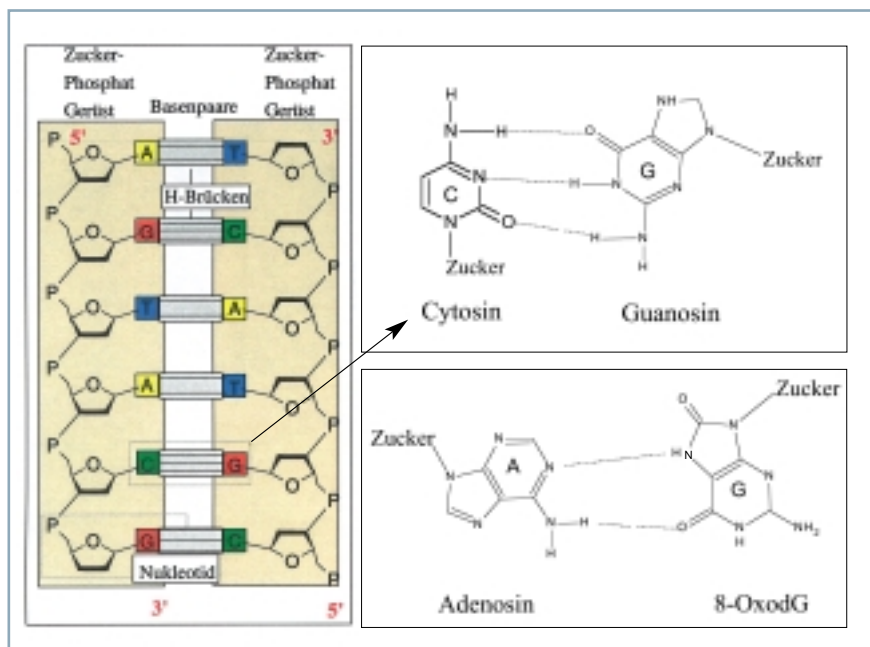 Zucker-
Phosphat
Gerüst
Basenpaare
Zucker-
Phosphat
Gerüst
5'
3'
P
O
A
T
O
P
H-Brücken
P
O
G
C
O
P
P
O
T
A
O
P
P
O
A
T
O
P
P
O
C
G
O
P
P
O
G
C
O
P
Nukleotid
3'
5'
H
N
H
O
NH
N
Zucker
C
N
H
N
G
N
N
O
H
N
H
Zucker
Cytosin
Guanosin
Zucker
O
N
Zucker
N
A
N
H
N
N
N
G
N
N
H
O
N
H
NH₂
H
Adenosin
8-OxodG